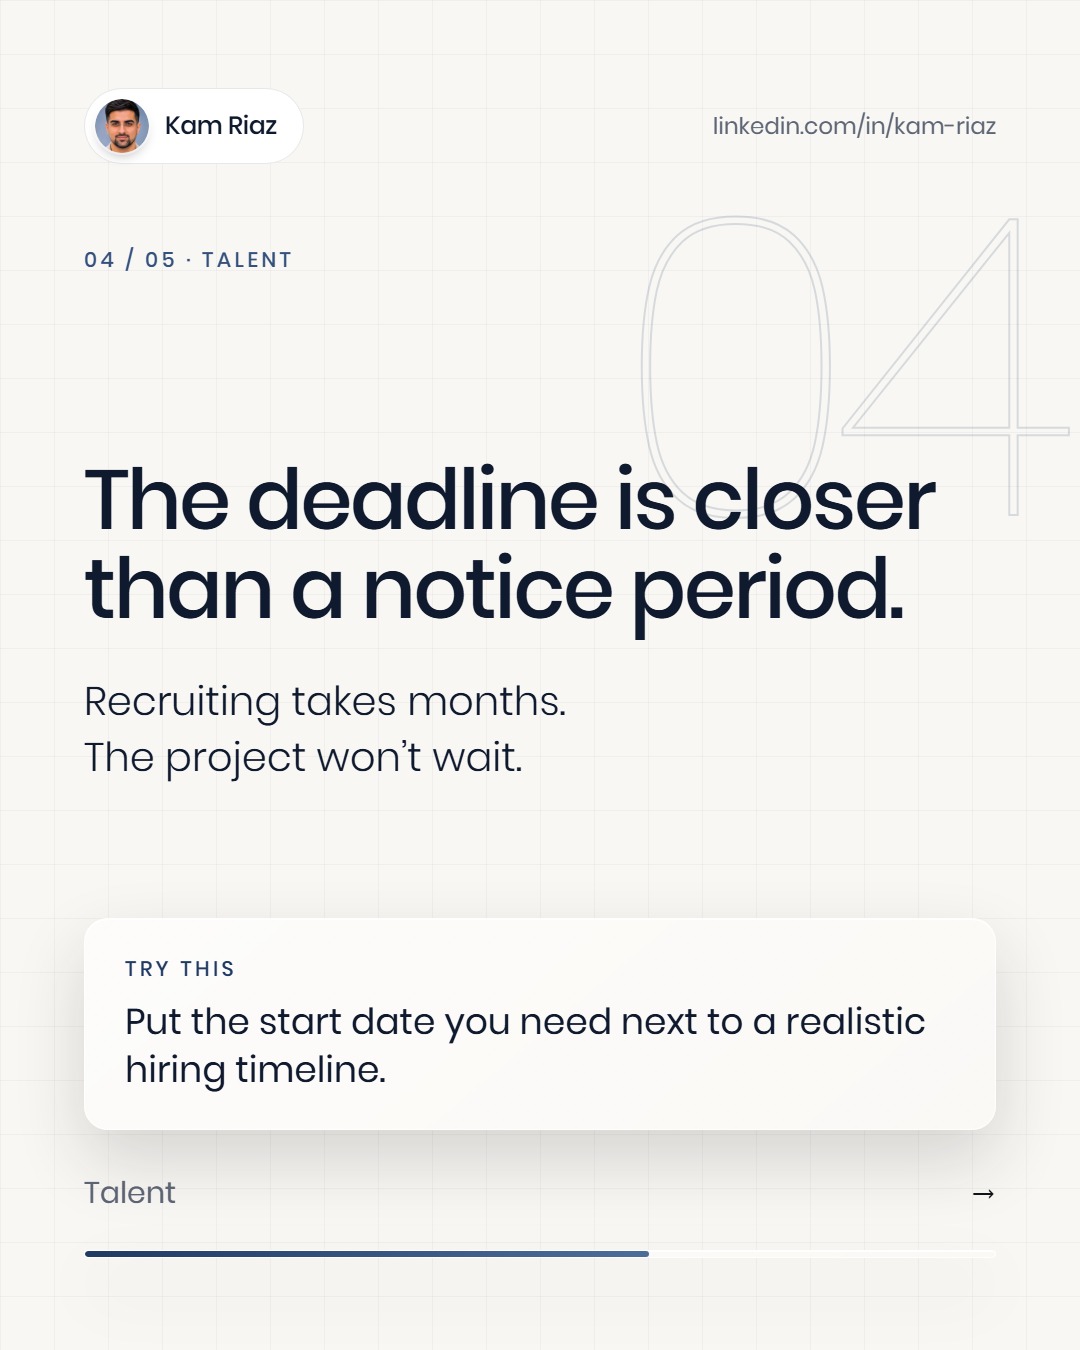 Kam Riaz
linkedin.com/in/kam-riaz
04 / 05 · TALENT
04
The deadline is closer
than a notice period.
Recruiting takes months.
The project won’t wait.
TRY THIS
Put the start date you need next to a realistic
hiring timeline.
Talent
→